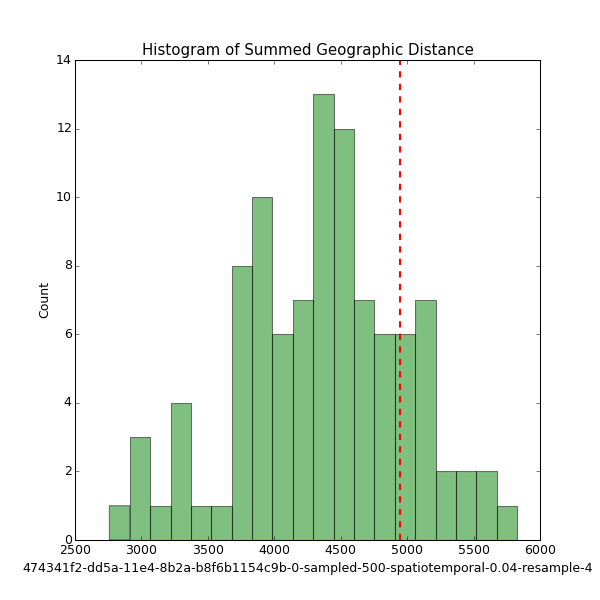 Histogram of Summed Geographic Distance
14
12
10
8
6
4
2
0
Count
2500 3000 3500 4000 4500 5000 5500 6000
474341f2-dd5a-11e4-8b2a-b8f6b1154c9b-0-sampled-500-spatiotemporal-0.04-resample-4